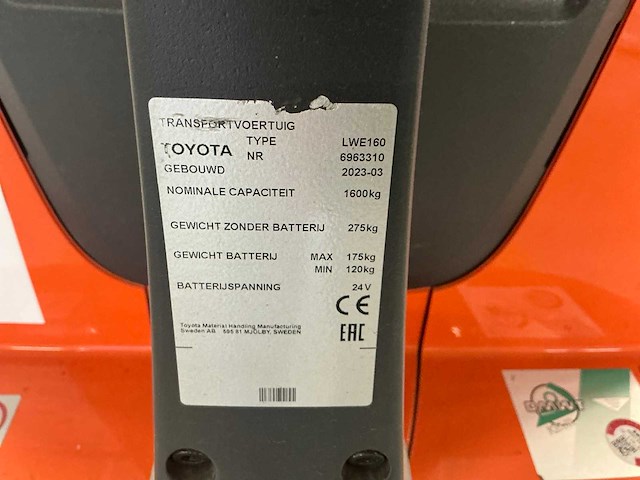 TRANSPORTVOERTUIG
TYPE LWE160
TOYOTA NR 6963310
GEBOUWD 2023-03
NOMINALE CAPACITEIT 1600kg
GEWICHT ZONDER BATTERIJ 275kg
GEWICHT BATTERIJ MAX 175kg
MIN 120kg
BATTERIJSPANNING 24V
CE
Toyota Material Handling Manufacturing
Sweden AB 595 81 MJÖLBY, SWEDEN
EAC
BMWT